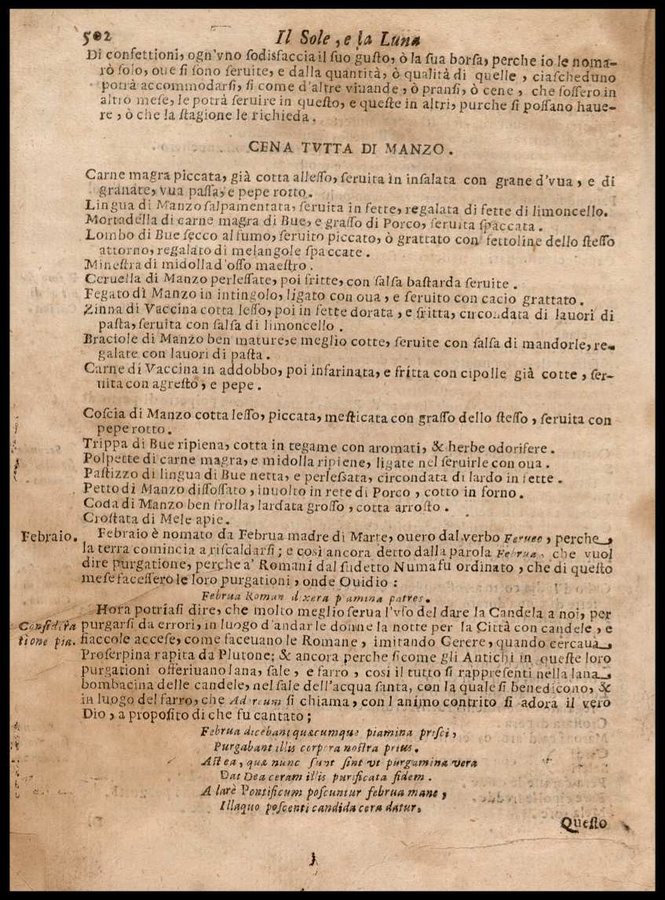 502
Il Sole, e la Luna
Di confettioni, ogn'vno sodisfaccia il suo gusto, ò la sua borsa, perche io le noma-
rò solo, oue si sono seruite, e dalla quantità, ò qualità di quelle, ciascheduno
potrà accommodarsi, si come d'altre viuande, ò pransi, ò cene, che fossero in
altro mese, le potrà seruire in questo, e queste in altri, purche si possano haue-
re, ò che la stagione le richieda.
CENA TVTTA DI MANZO.
Carne magra piccata, già cotta allesso, seruita in insalata con grane d'vua, e di
granate, vua passa, e pepe rotto.
Lingua di Manzo salpamentata, seruita in fette, regalata di fette di limoncello.
Mortadella di carne magra di Bue, e grasso di Porco, seruita spaccata.
Lombo di Bue secco al fumo, seruito piccato, ò grattato con fettoline dello stesso
attorno, regalato di melangole spaccate.
Minestra di midolla d'osso maestro.
Ceruella di Manzo perlessate, poi fritte, con salsa bastarda seruite.
Fegato di Manzo in intingolo, ligato con oua, e seruito con cacio grattato.
Zinna di Vaccina cotta lesso, poi in fette dorata, e fritta, circondata di lauori di
pasta, seruita con salsa di limoncello.
Braciole di Manzo ben mature, e meglio cotte, seruite con salsa di mandorle, re-
galate con lauori di pasta.
Carne di Vaccina in addobbo, poi infarinata, e fritta con cipolle già cotte, ser-
uita con agresto, e pepe.
Coscia di Manzo cotta lesso, piccata, mesticata con grasso dello stesso, seruita con
pepe rotto.
Trippa di Bue ripiena, cotta in tegame con aromati, & herbe odorifere.
Polpette di carne magra, e midolla ripiene, ligate nel seruirle con oua.
Pastizzo di lingua di Bue netta, e perlessata, circondata di lardo in fette.
Petto di Manzo disossato, inuolto in rete di Porco, cotto in forno.
Coda di Manzo ben frolla, lardata grosso, cotta arrosto.
Crostata di Mele apie.
Febraio.
Febraio è nomato da Februa madre di Marte, ouero dal verbo Ferueo, perche
la terra comincia a riscaldarsi; e così ancora detto dalla parola Februa, che vuol
dire purgatione, perche a' Romani dal sudetto Numa fu ordinato, che di questo
mese facessero le loro purgationi, onde Ouidio:
Februa Roman dixere piamina patres.
Considera
tione pia.
Hora potriasi dire, che molto meglio serua l'vso del dare la Candela a noi, per
purgarsi da errori, in luogo d'andar le donne la notte per la Città con candele, e
fiaccole accese, come faceuano le Romane, imitando Cerere, quando cercaua
Proserpina rapita da Plutone; & ancora perche sicome gli Antichi in queste loro
purgationi offeriuano lana, sale, e farro, così il tutto si rappresenti nella lana
bombacina delle candele, nel sale dell'acqua santa, con la quale si benedicono, &
in luogo del farro, che Adoreum si chiama, con l'animo contrito si adora il vero
Dio, a proposito di che fu cantato;
Februa dicebant quæcumque piamina prisci,
Purgabant illis corpora nostra prius.
Ast ea, quæ nunc sunt sint vt purgamina vera
Dat Dea ceram illis purificata fidem.
A lare Pontificum poscuntur februa mane,
Illaquo poscenti candida cera datur.
Questo